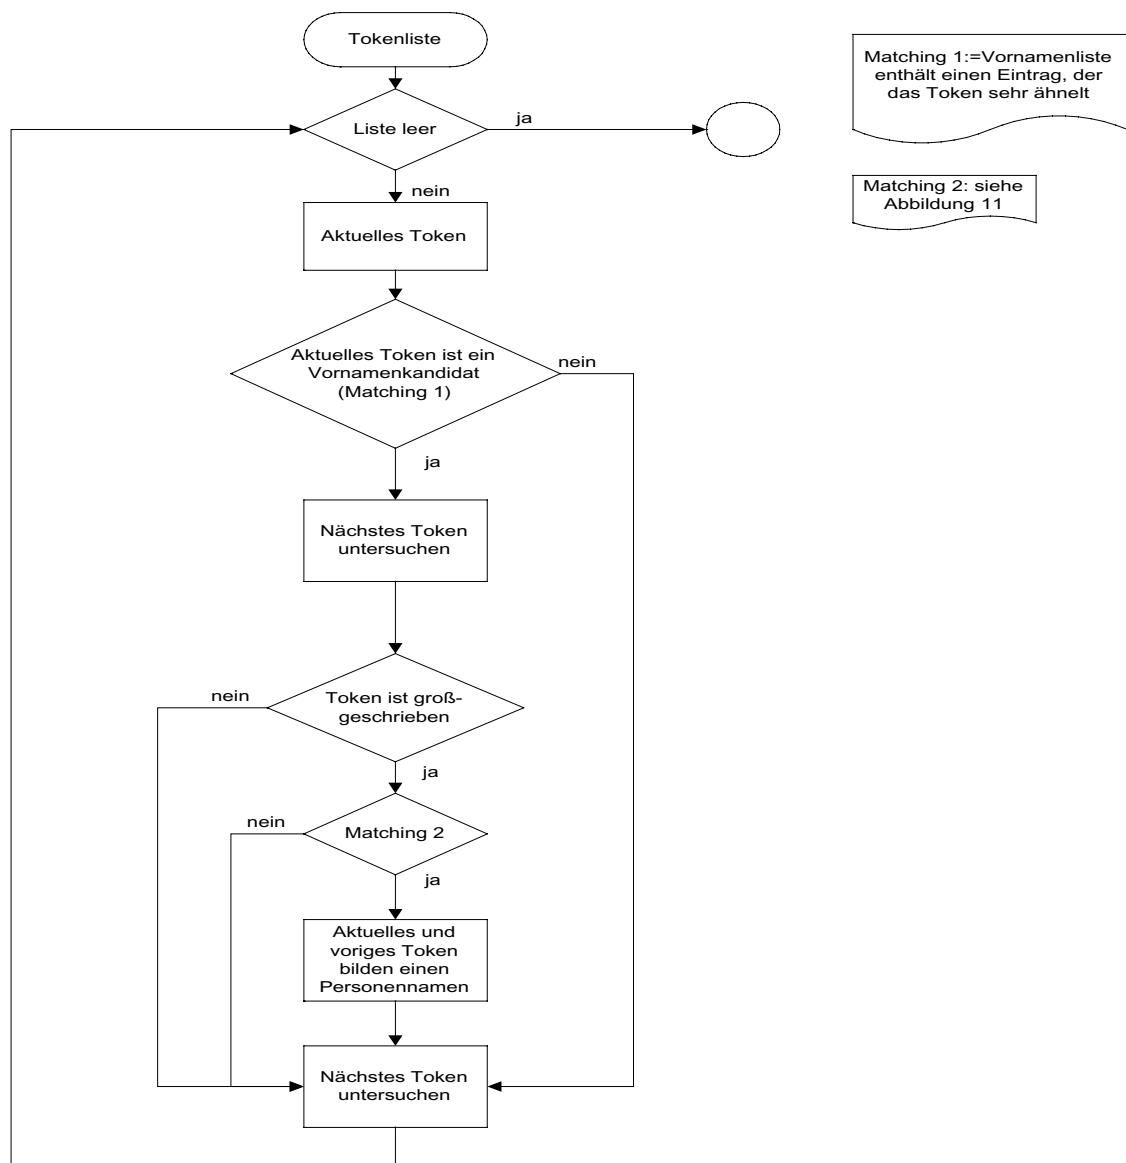 Tokenliste
Matching 1:=Vornamenliste
enthält einen Eintrag, der
das Token sehr ähnelt
Liste leer
ja
Matching 2: siehe
Abbildung 11
nein
Aktuelles Token
Aktuelles Token ist ein
Vornamenkandidat
(Matching 1)
nein
ja
Nächstes Token
untersuchen
nein
Token ist groß-
geschrieben
ja
nein
Matching 2
ja
Aktuelles und
voriges Token
bilden einen
Personennamen
Nächstes Token
untersuchen